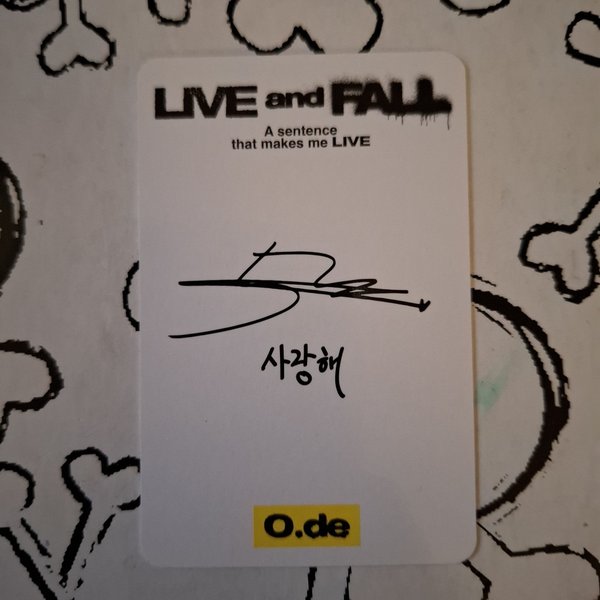 LIVE and FALL
A sentence
that makes me LIVE
사랑해
O.de